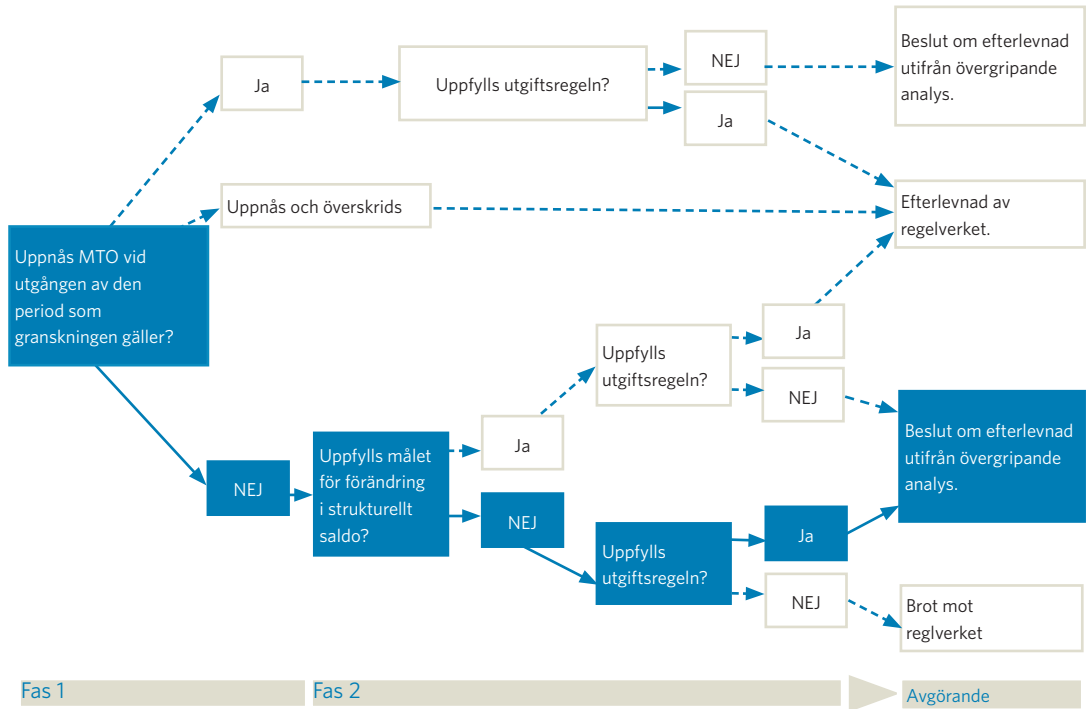 Ja
Uppfylls utgiftsregeln?
NEJ
Ja
Beslut om efterlevnad
utifrån övergripande
analys.
Uppnås och överskrids
Efterlevnad av
regelverket.
Uppnås MTO vid
utgången av den
period som
granskningen gäller?
Ja
Uppfylls
utgiftsregeln?
NEJ
Ja
Beslut om efterlevnad
utifrån övergripande
analys.
NEJ
Uppfylls målet
för förändring
i strukturellt
saldo?
NEJ
Uppfylls
utgiftsregeln?
Ja
NEJ
Brot mot
reglverket
Fas 1
Fas 2
Avgörande